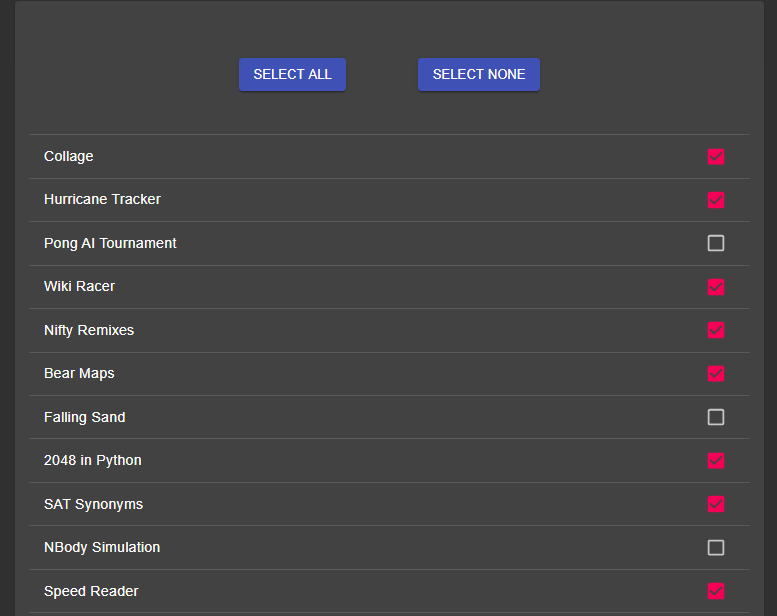 SELECT ALL SELECT NONE
Collage
Hurricane Tracker
Pong AI Tournament
Wiki Racer
Nifty Remixes
Bear Maps
Falling Sand
2048 in Python
SAT Synonyms
NBody Simulation
Speed Reader